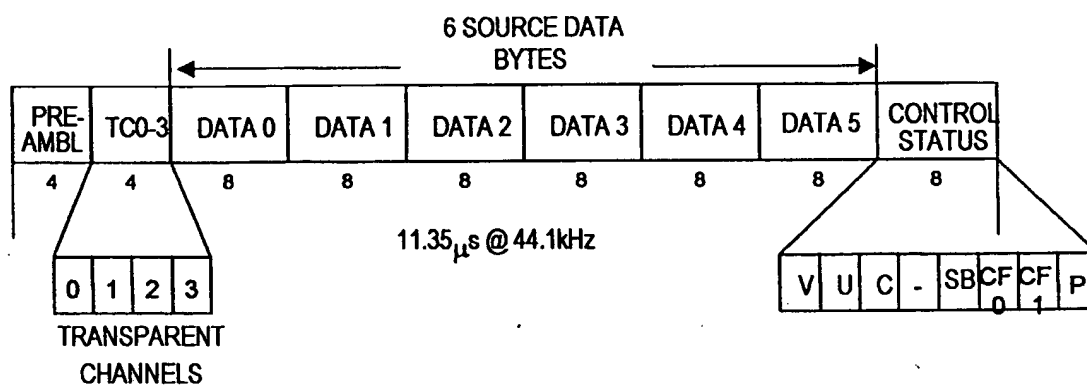 6 SOURCE DATA
BYTES
PRE-
AMBL
TC0-3
DATA 0
DATA 1
DATA 2
DATA 3
DATA 4
DATA 5
CONTROL
STATUS
4
4
8
8
8
8
8
8
8
11.35µs @ 44.1kHz
0
1
2
3
V
U
C
-
SB
CF
0
CF
1
P
TRANSPARENT
CHANNELS